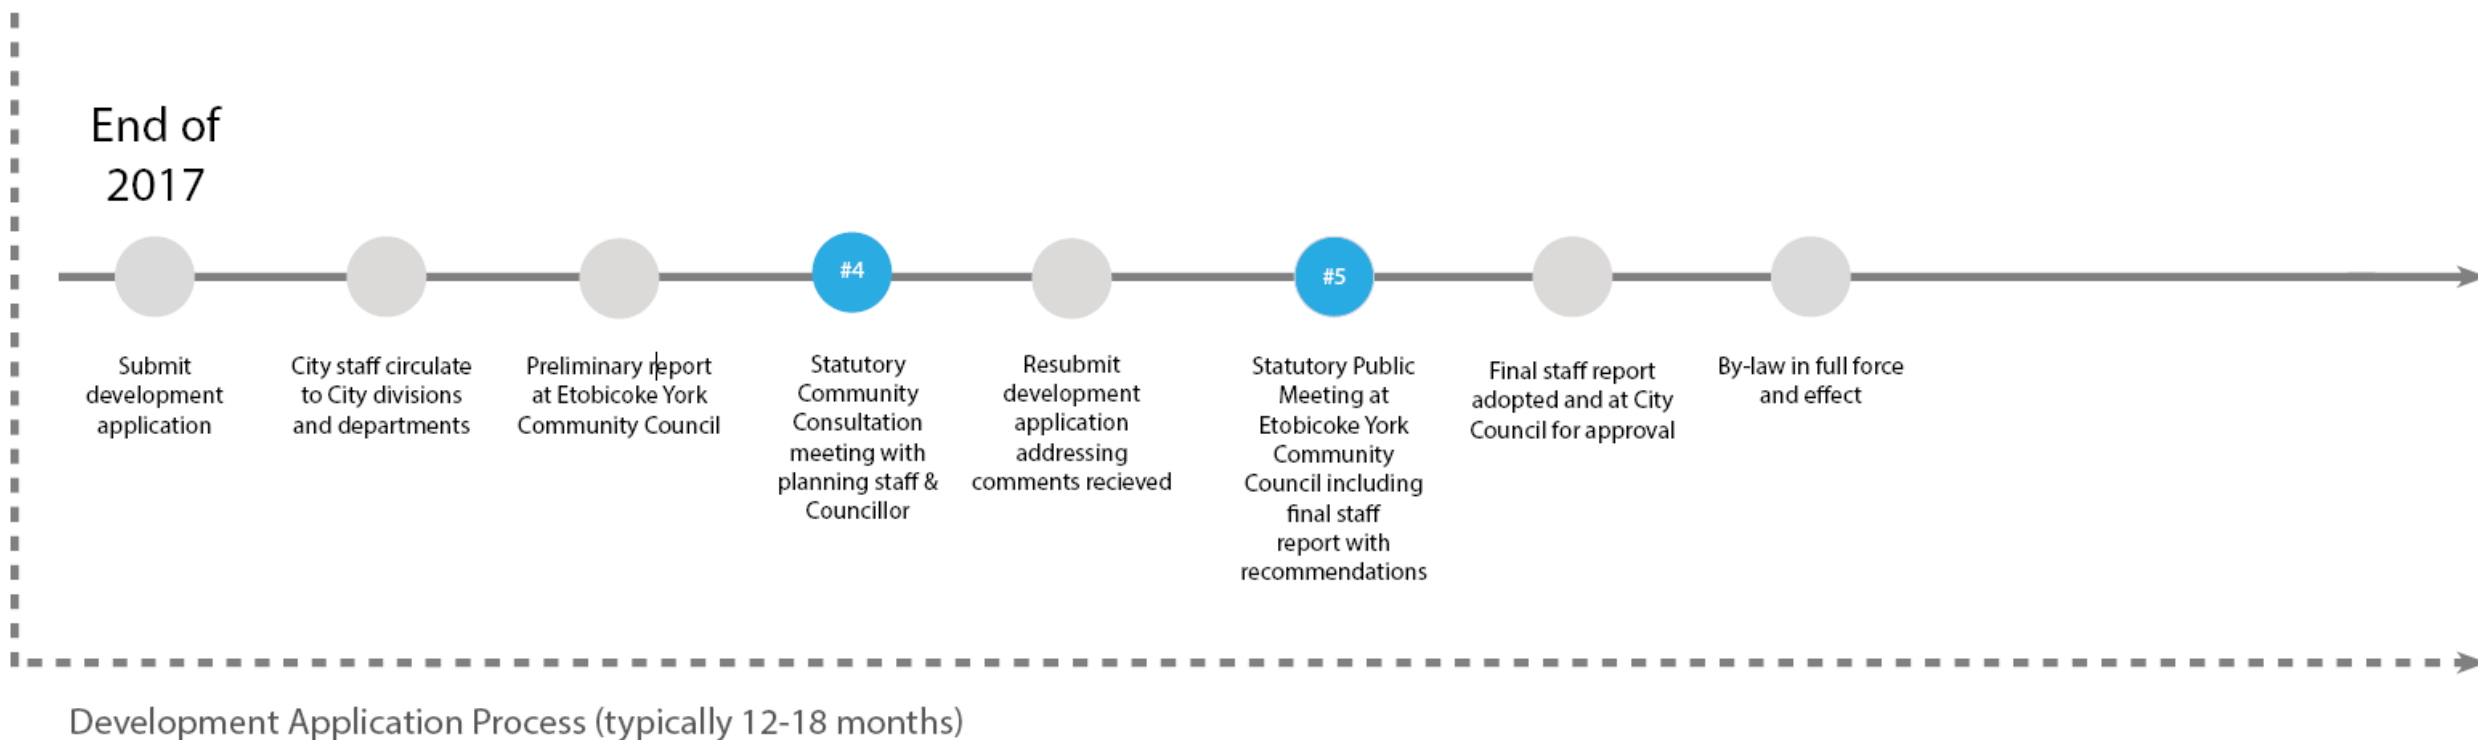 End of
2017
#4
#5
Submit
development
application
City staff circulate
to City divisions
and departments
Preliminary report
at Etobicoke York
Community Council
Statutory
Community
Consultation
meeting with
planning staff &
Councillor
Resubmit
development
application
addressing
comments recieved
Statutory Public
Meeting at
Etobicoke York
Community
Council including
final staff
report with
recommendations
Final staff report
adopted and at City
Council for approval
By-law in full force
and effect
Development Application Process (typically 12-18 months)